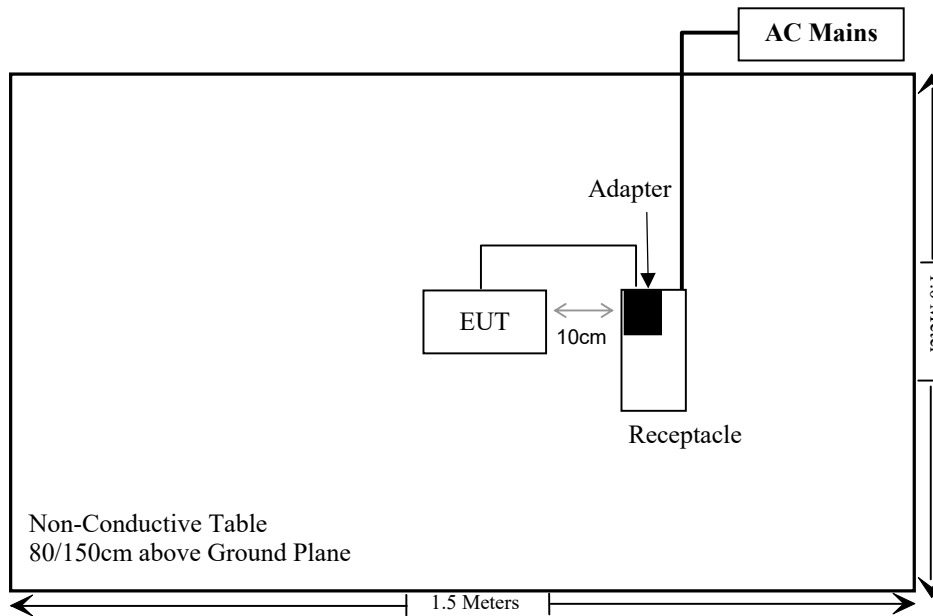 AC Mains
Adapter
EUT
10cm
Receptacle
Non-Conductive Table
80/150cm above Ground Plane
1.5 Meters